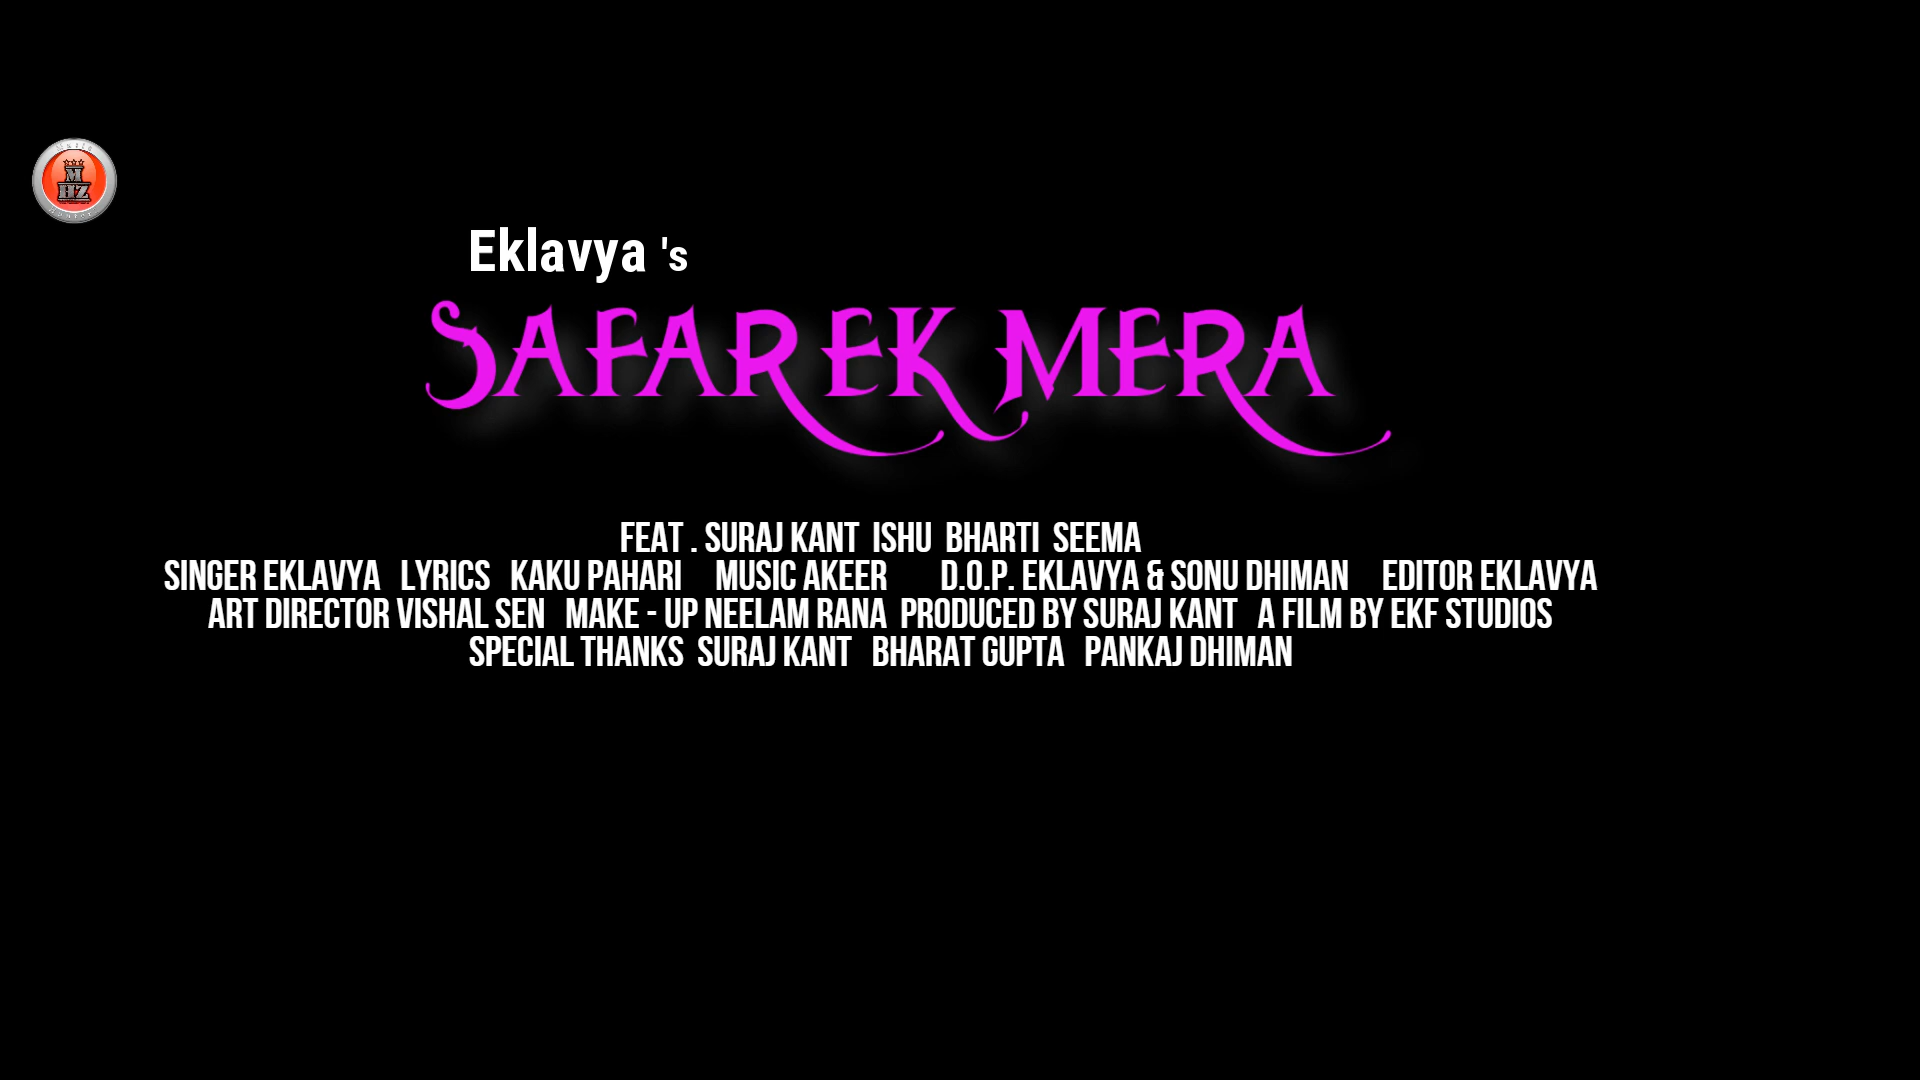 M
HZ
Eklavya 's
SAFAR EK MERA
FEAT . SURAJ KANT ISHU BHARTI SEEMA
SINGER EKLAVYA LYRICS KAKU PAHARI MUSIC AKEER D.O.P. EKLAVYA & SONU DHIMAN EDITOR EKLAVYA
ART DIRECTOR VISHAL SEN MAKE - UP NEELAM RANA PRODUCED BY SURAJ KANT A FILM BY EKF STUDIOS
SPECIAL THANKS SURAJ KANT BHARAT GUPTA PANKAJ DHIMAN